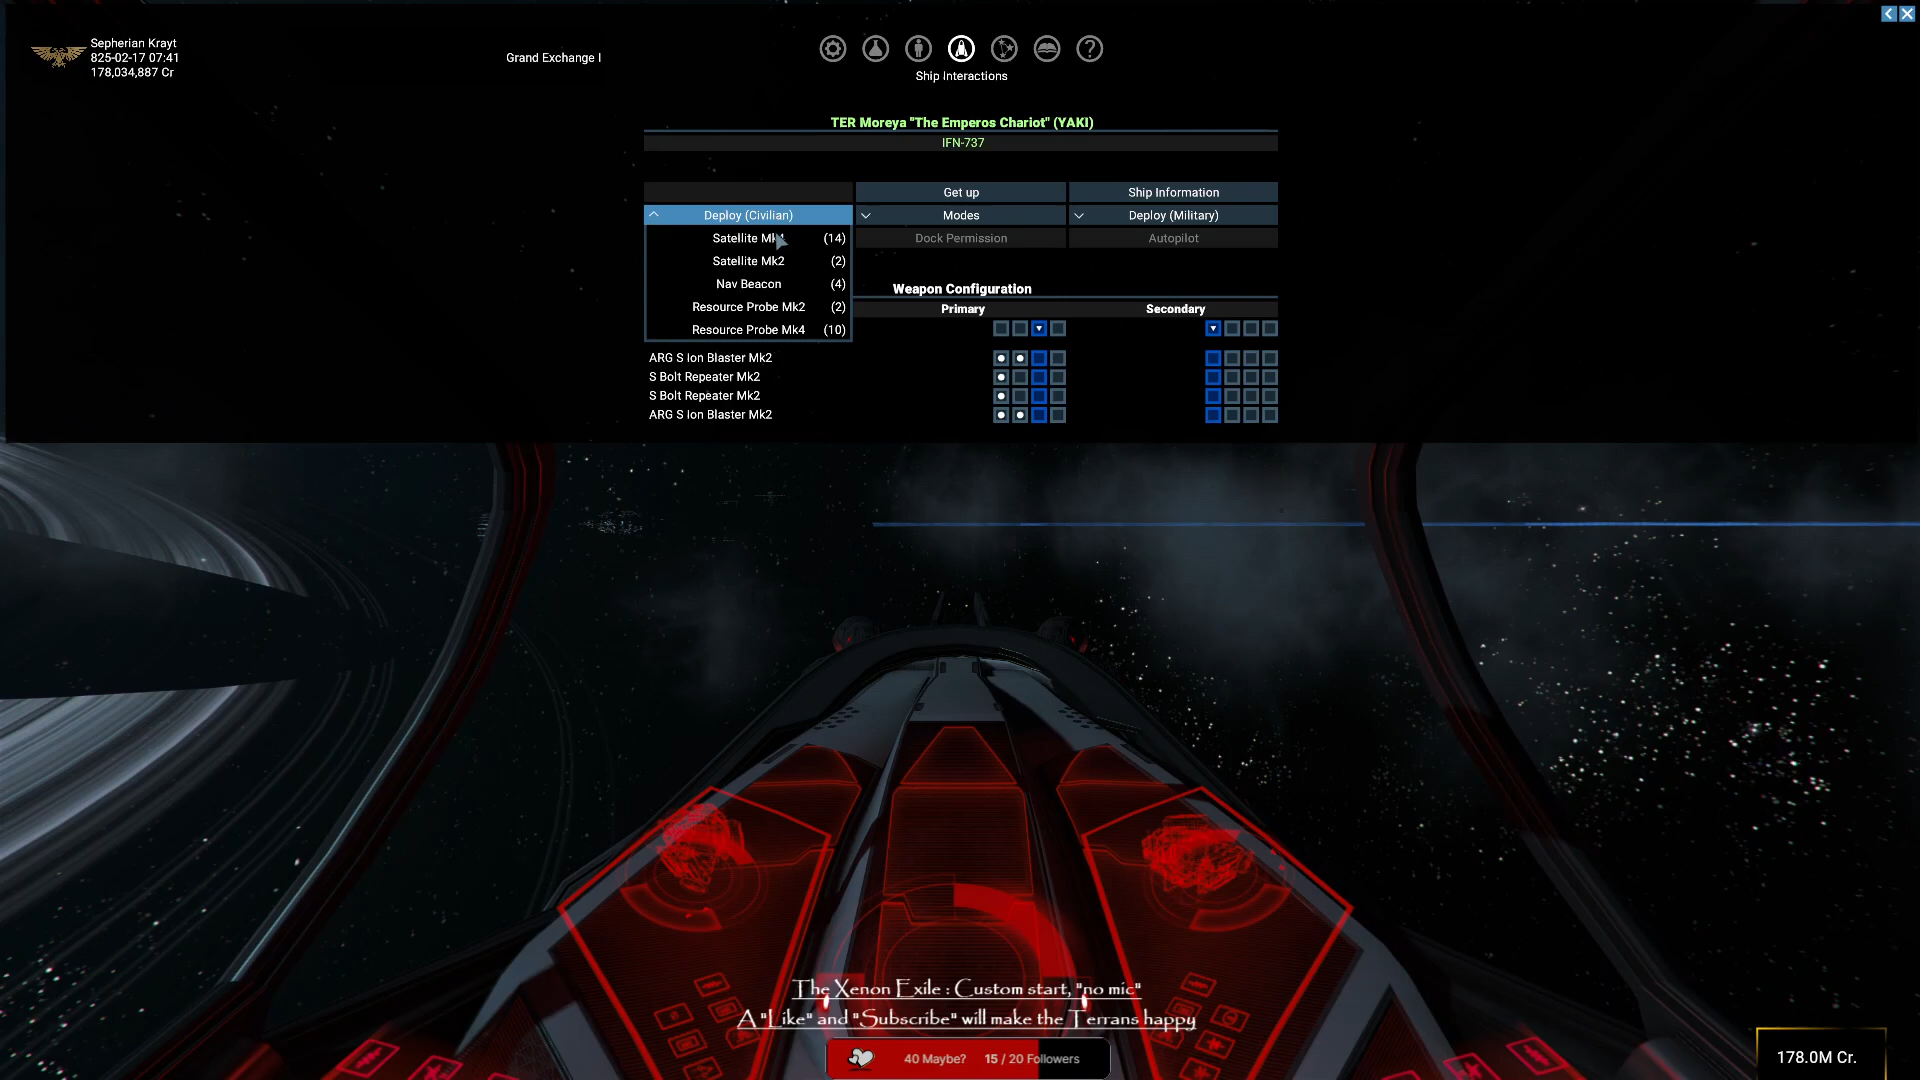 Sepherian Krayt
825-02-17 07:41
178,034,887 Cr
Grand Exchange I
?
Ship Interactions
TER Moreya "The Emperos Chariot" (YAKI)
IFN-737
Get up
Ship Information
Deploy (Civilian)
Modes
Deploy (Military)
Satellite (14)
Dock Permission
Autopilot
Satellite Mk2 (2)
Nav Beacon (4)
Resource Probe Mk2 (2)
Resource Probe Mk4 (10)
Weapon Configuration
Primary
Secondary
ARG S Ion Blaster Mk2
S Bolt Repeater Mk2
S Bolt Repeater Mk2
ARG S Ion Blaster Mk2
The Xenon Exile : Custom start, "no mic"
A "Like" and "Subscribe" will make the Terrans happy
40 Maybe? 15 / 20 Followers
178.0M Cr.